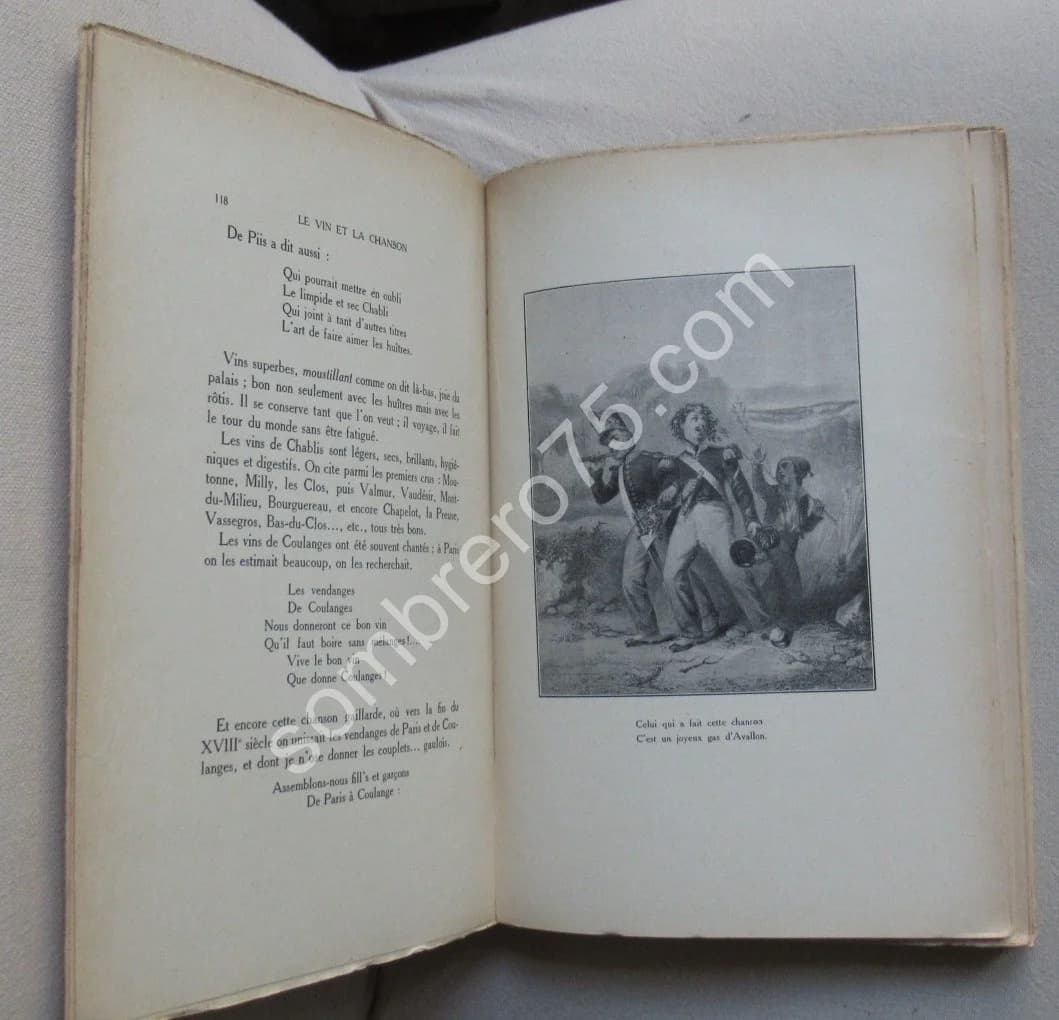 118
LE VIN ET LA CHANSON
De Piis a dit aussi :
Qui pourrait mettre en oubli
Le limpide et sec Chabli
Qui joint à tant d'autres titres
L'art de faire aimer les huîtres.
Vins superbes, moustillant comme on dit là-bas, joie du
palais ; bon non seulement avec les huîtres mais avec les
rôtis. Il se conserve tant que l'on veut ; il voyage, il fait
le tour du monde sans être fatigué.
Les vins de Chablis sont légers, secs, brillants, hygié-
niques et digestifs. On cite parmi les premiers crus : Mou-
tonne, Milly, les Clos, puis Valmur, Vaudésir, Mont-
du-Milieu, Bourguereau, et encore Chapelot, la Preuse,
Vassegros, Bas-du-Clos..., etc., tous très bons.
Les vins de Coulanges ont été souvent chantés ; à Paris
on les estimait beaucoup, on les recherchait.
Les vendanges
De Coulanges
Nous donneront ce bon vin
Qu'il faut boire sans mélanges !...
Vive le bon vin
Que donne Coulanges !
Et encore cette chanson gaillarde, où vers la fin du
XVIIIe siècle on unissait les vendanges de Paris et de Cou-
langes, et dont je n'ose donner les couplets... gaulois.
Assemblons-nous fill's et garçons
De Paris à Coulange :
Celui qui a fait cette chanson
C'est un joyeux gas d'Avallon.
sombrero75.com